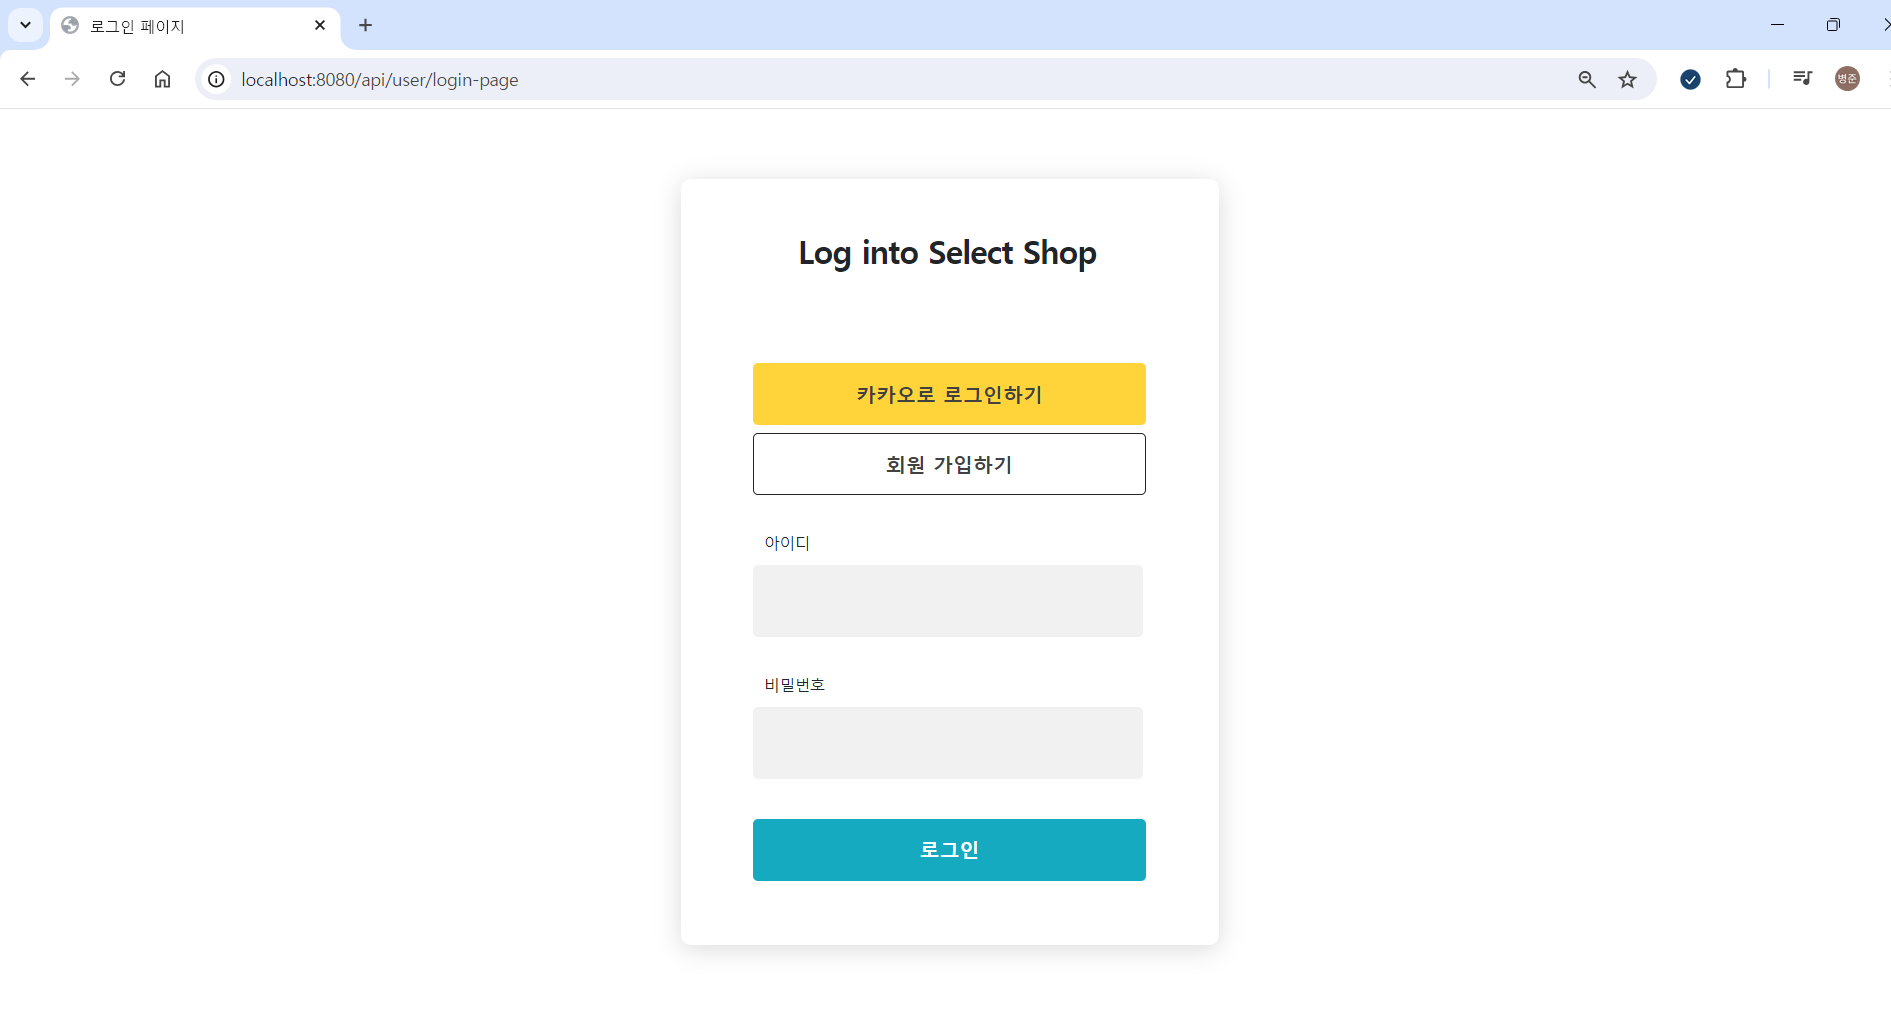 로그인 페이지
localhost:8080/api/user/login-page
병준
Log into Select Shop
카카오로 로그인하기
회원 가입하기
아이디
비밀번호
로그인